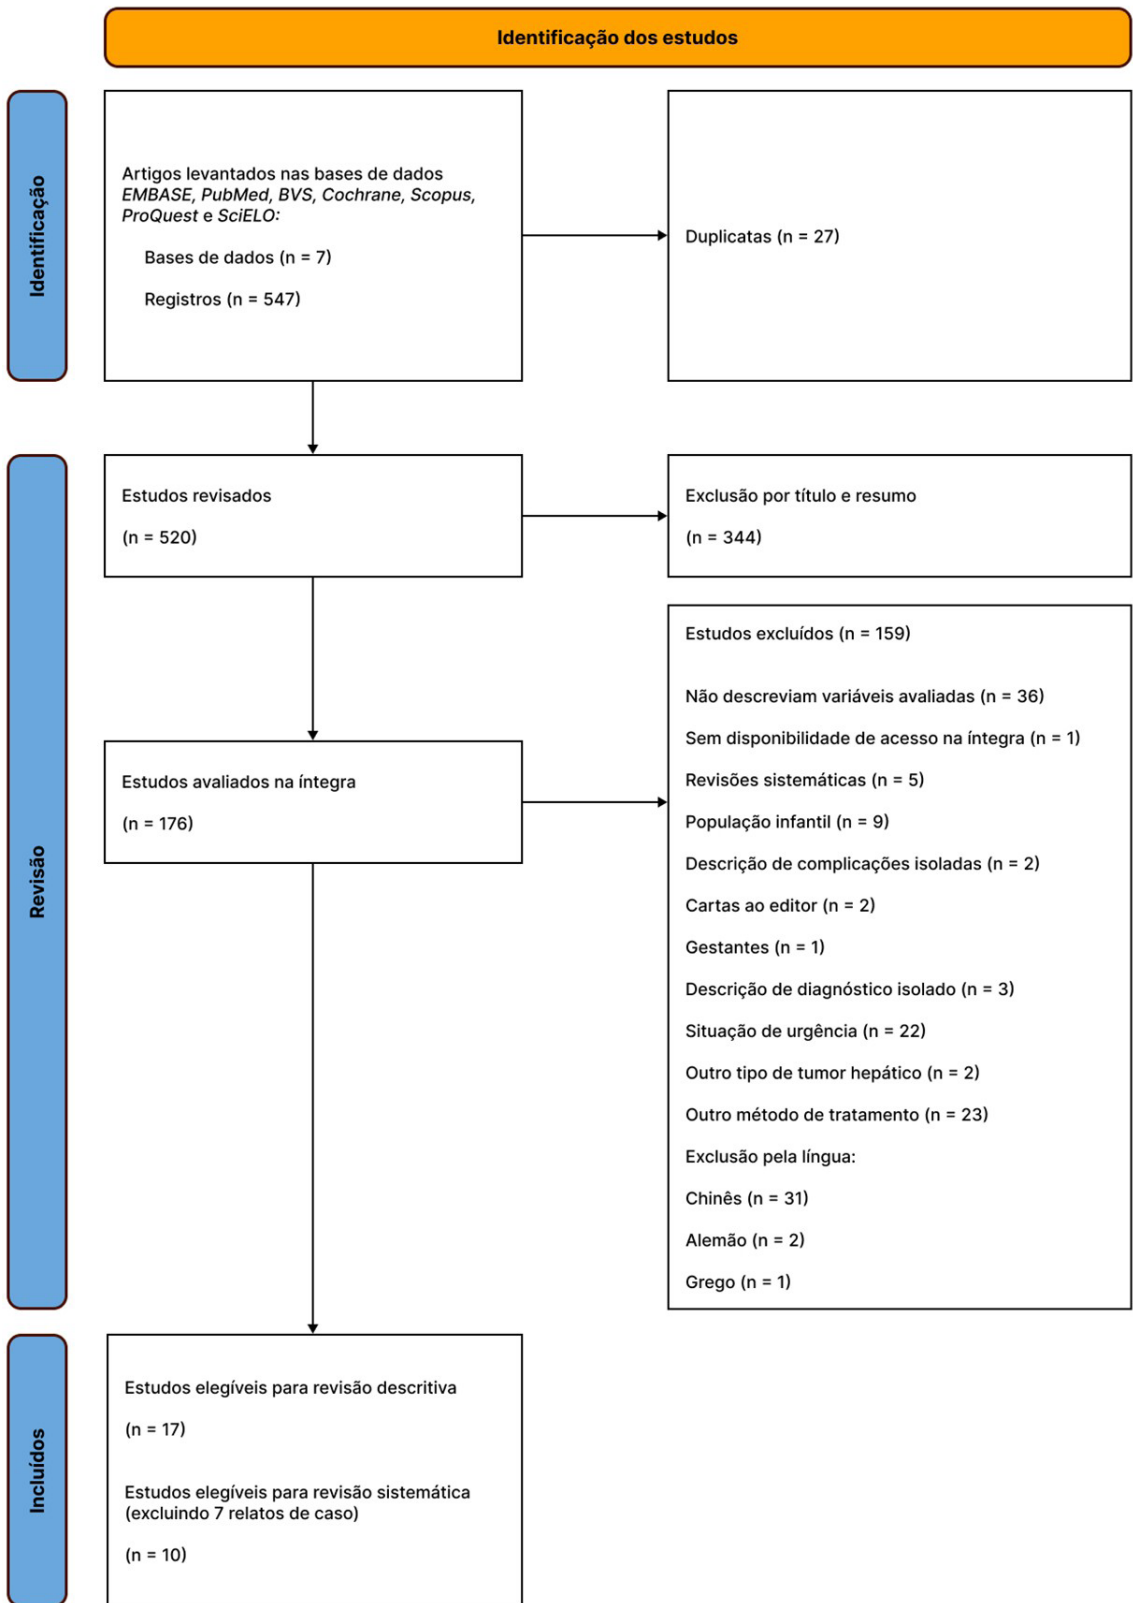 Identificação dos estudos
Identificação
Artigos levantados nas bases de dados
EMBASE, PubMed, BVS, Cochrane, Scopus,
ProQuest e SciELO:
Bases de dados (n = 7)
Registros (n = 547)
Duplicatas (n = 27)
Revisão
Estudos revisados
(n = 520)
Exclusão por título e resumo
(n = 344)
Estudos avaliados na íntegra
(n = 176)
Estudos excluídos (n = 159)
Não descreviam variáveis avaliadas (n = 36)
Sem disponibilidade de acesso na íntegra (n = 1)
Revisões sistemáticas (n = 5)
População infantil (n = 9)
Descrição de complicações isoladas (n = 2)
Cartas ao editor (n = 2)
Gestantes (n = 1)
Descrição de diagnóstico isolado (n = 3)
Situação de urgência (n = 22)
Outro tipo de tumor hepático (n = 2)
Outro método de tratamento (n = 23)
Exclusão pela língua:
Chinês (n = 31)
Alemão (n = 2)
Grego (n = 1)
Incluídos
Estudos elegíveis para revisão descritiva
(n = 17)
Estudos elegíveis para revisão sistemática
(excluindo 7 relatos de caso)
(n = 10)